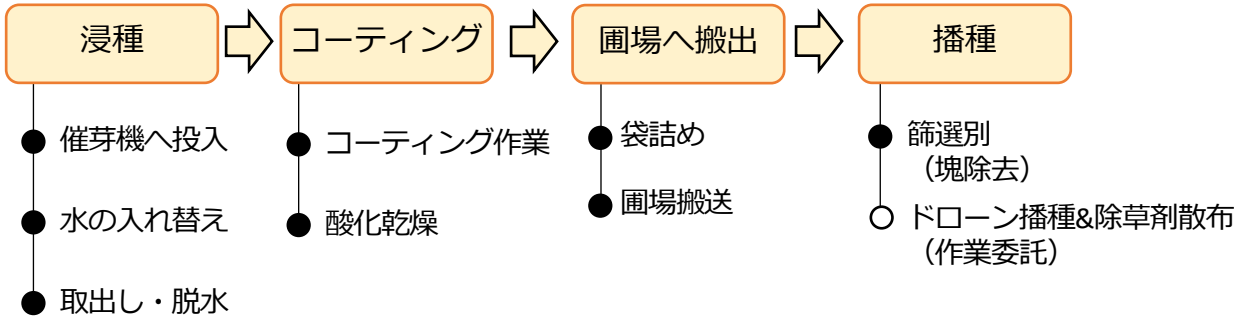 浸種
コーティング
圃場へ搬出
播種
催芽機へ投入
水の入れ替え
取出し・脱水
コーティング作業
酸化乾燥
袋詰め
圃場搬送
篩選別
（塊除去）
ドローン播種&除草剤散布
（作業委託）